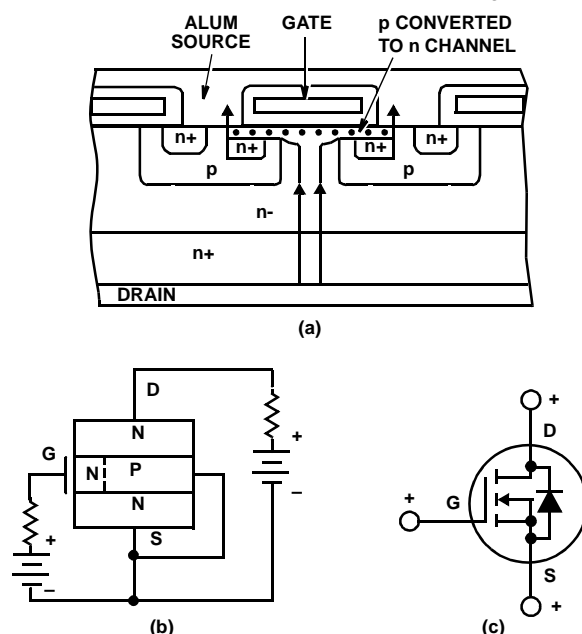 ALUM SOURCE
GATE
p CONVERTED TO n CHANNEL
n+
n+
n+
n+
p
p
n-
n+
DRAIN
(a)
D
N
G
N
P
N
S
+
–
+
–
(b)
+
D
+
G
S
+
(c)